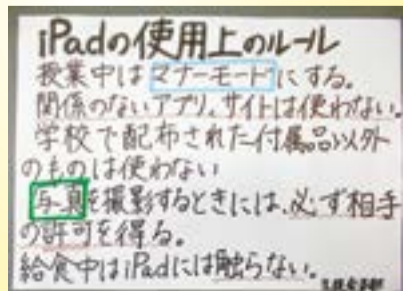 iPadの使用上のルール
授業中はマナーモードにする。
関係のないアプリ、サイトは使わない。
学校で配布された付属品以外
のものは使わない
写真を撮影するときには、必ず相手
の許可を得る。
給食中はiPadには触らない。